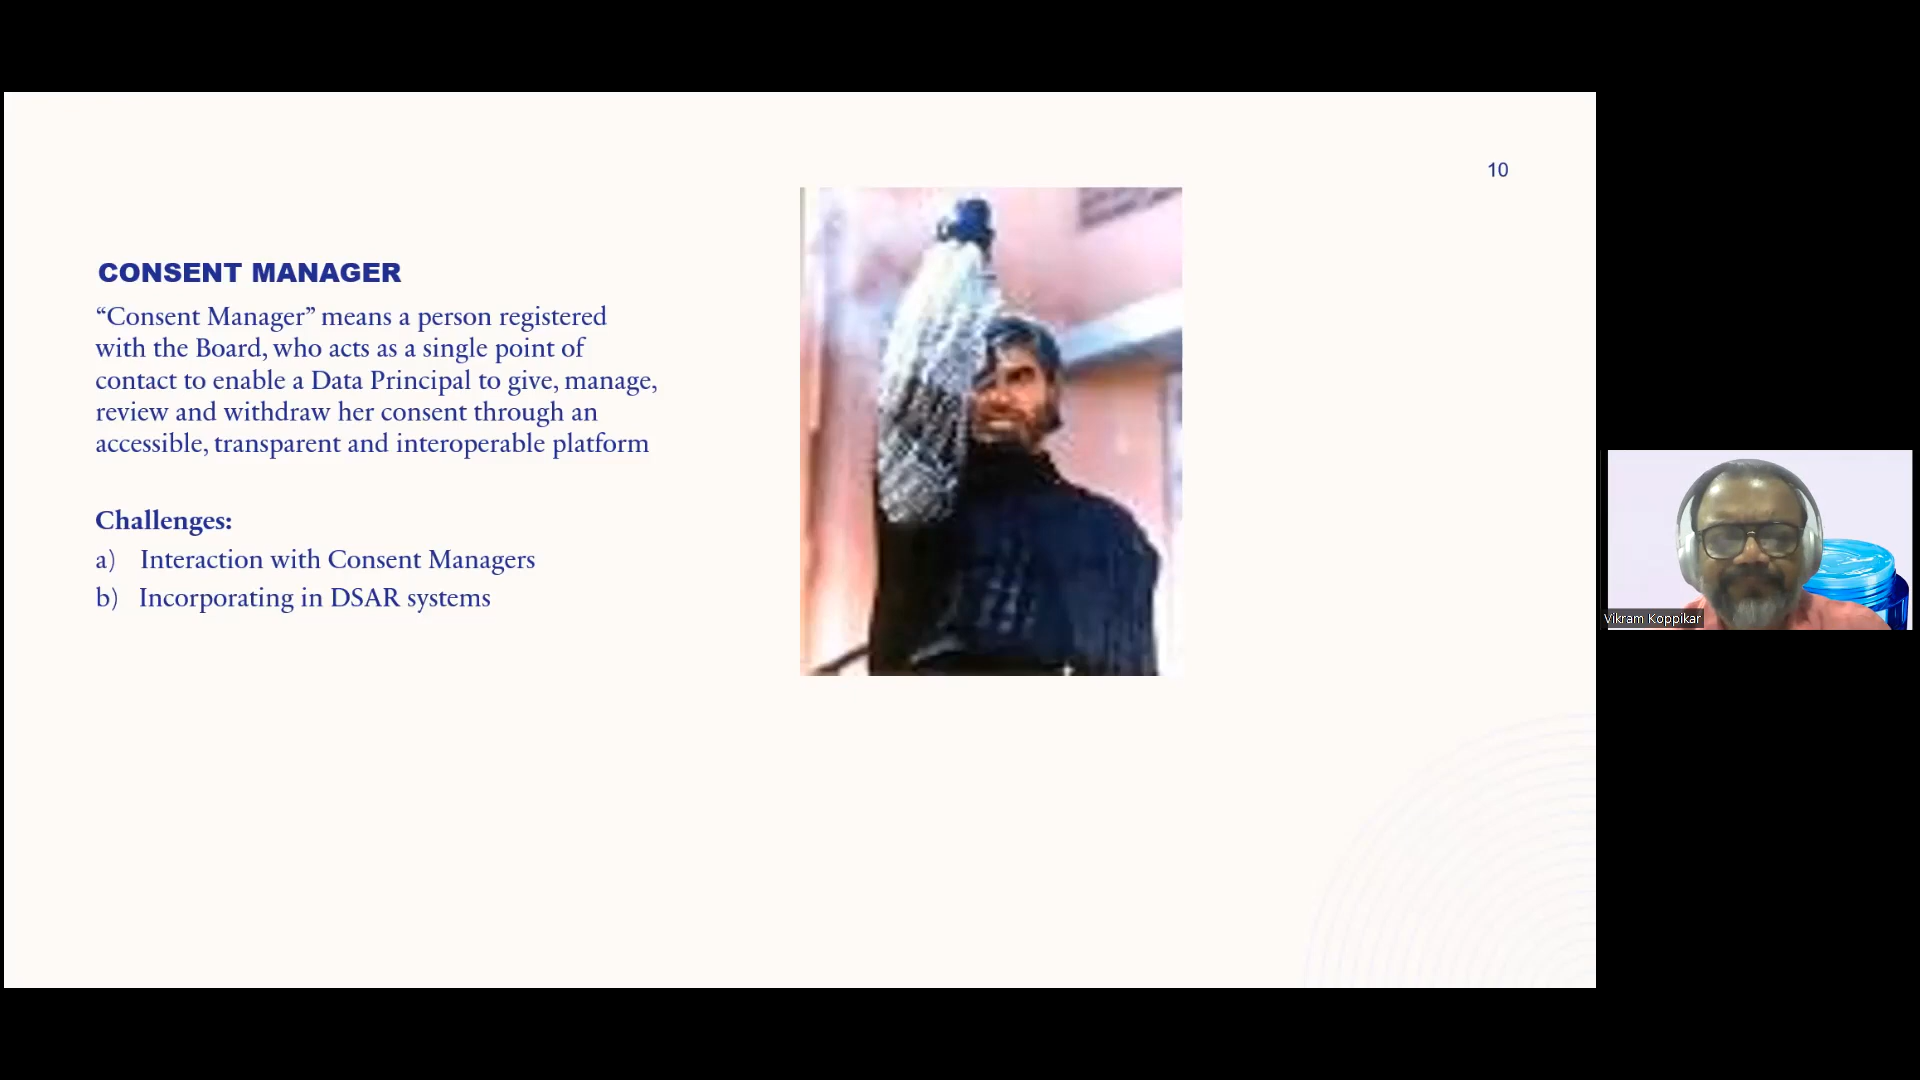 10
CONSENT MANAGER
“Consent Manager” means a person registered
with the Board, who acts as a single point of
contact to enable a Data Principal to give, manage,
review and withdraw her consent through an
accessible, transparent and interoperable platform
Challenges:
a) Interaction with Consent Managers
b) Incorporating in DSAR systems
Vikram Koppikar